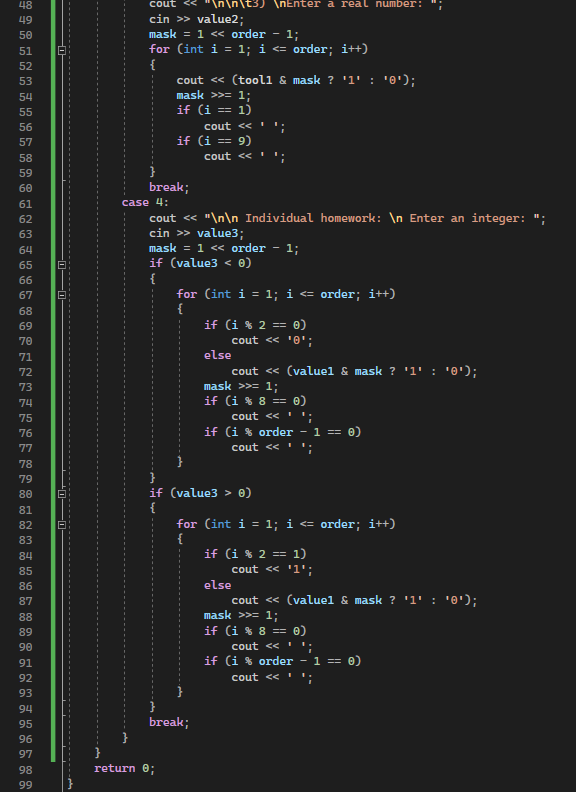 48 cout << "\n\n\t3) \nEnter a real number: ";
49 cin >> value2;
50 mask = 1 << order - 1;
51 for (int i = 1; i <= order; i++)
52 {
53 cout << (tool1 & mask ? '1' : '0');
54 mask >>= 1;
55 if (i == 1)
56 cout << ' ';
57 if (i == 9)
58 cout << ' ';
59 }
60 break;
61 case 4:
62 cout << "\n\n Individual homework: \n Enter an integer: ";
63 cin >> value3;
64 mask = 1 << order - 1;
65 if (value3 < 0)
66 {
67 for (int i = 1; i <= order; i++)
68 {
69 if (i % 2 == 0)
70 cout << '0';
71 else
72 cout << (value1 & mask ? '1' : '0');
73 mask >>= 1;
74 if (i % 8 == 0)
75 cout << ' ';
76 if (i % order - 1 == 0)
77 cout << ' ';
78 }
79 }
80 if (value3 > 0)
81 {
82 for (int i = 1; i <= order; i++)
83 {
84 if (i % 2 == 1)
85 cout << '1';
86 else
87 cout << (value1 & mask ? '1' : '0');
88 mask >>= 1;
89 if (i % 8 == 0)
90 cout << ' ';
91 if (i % order - 1 == 0)
92 cout << ' ';
93 }
94 }
95 break;
96 }
97 }
98 return 0;
99 }